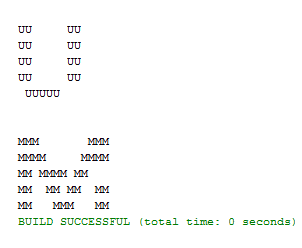 UU     UU
UU     UU
UU     UU
UU     UU
 UUUUU
MMM       MMM
MMMM     MMMM
MM MMMM MM
MM  MM MM  MM
MM   MMM   MM
BUILD SUCCESSFUL (total time: 0 seconds)